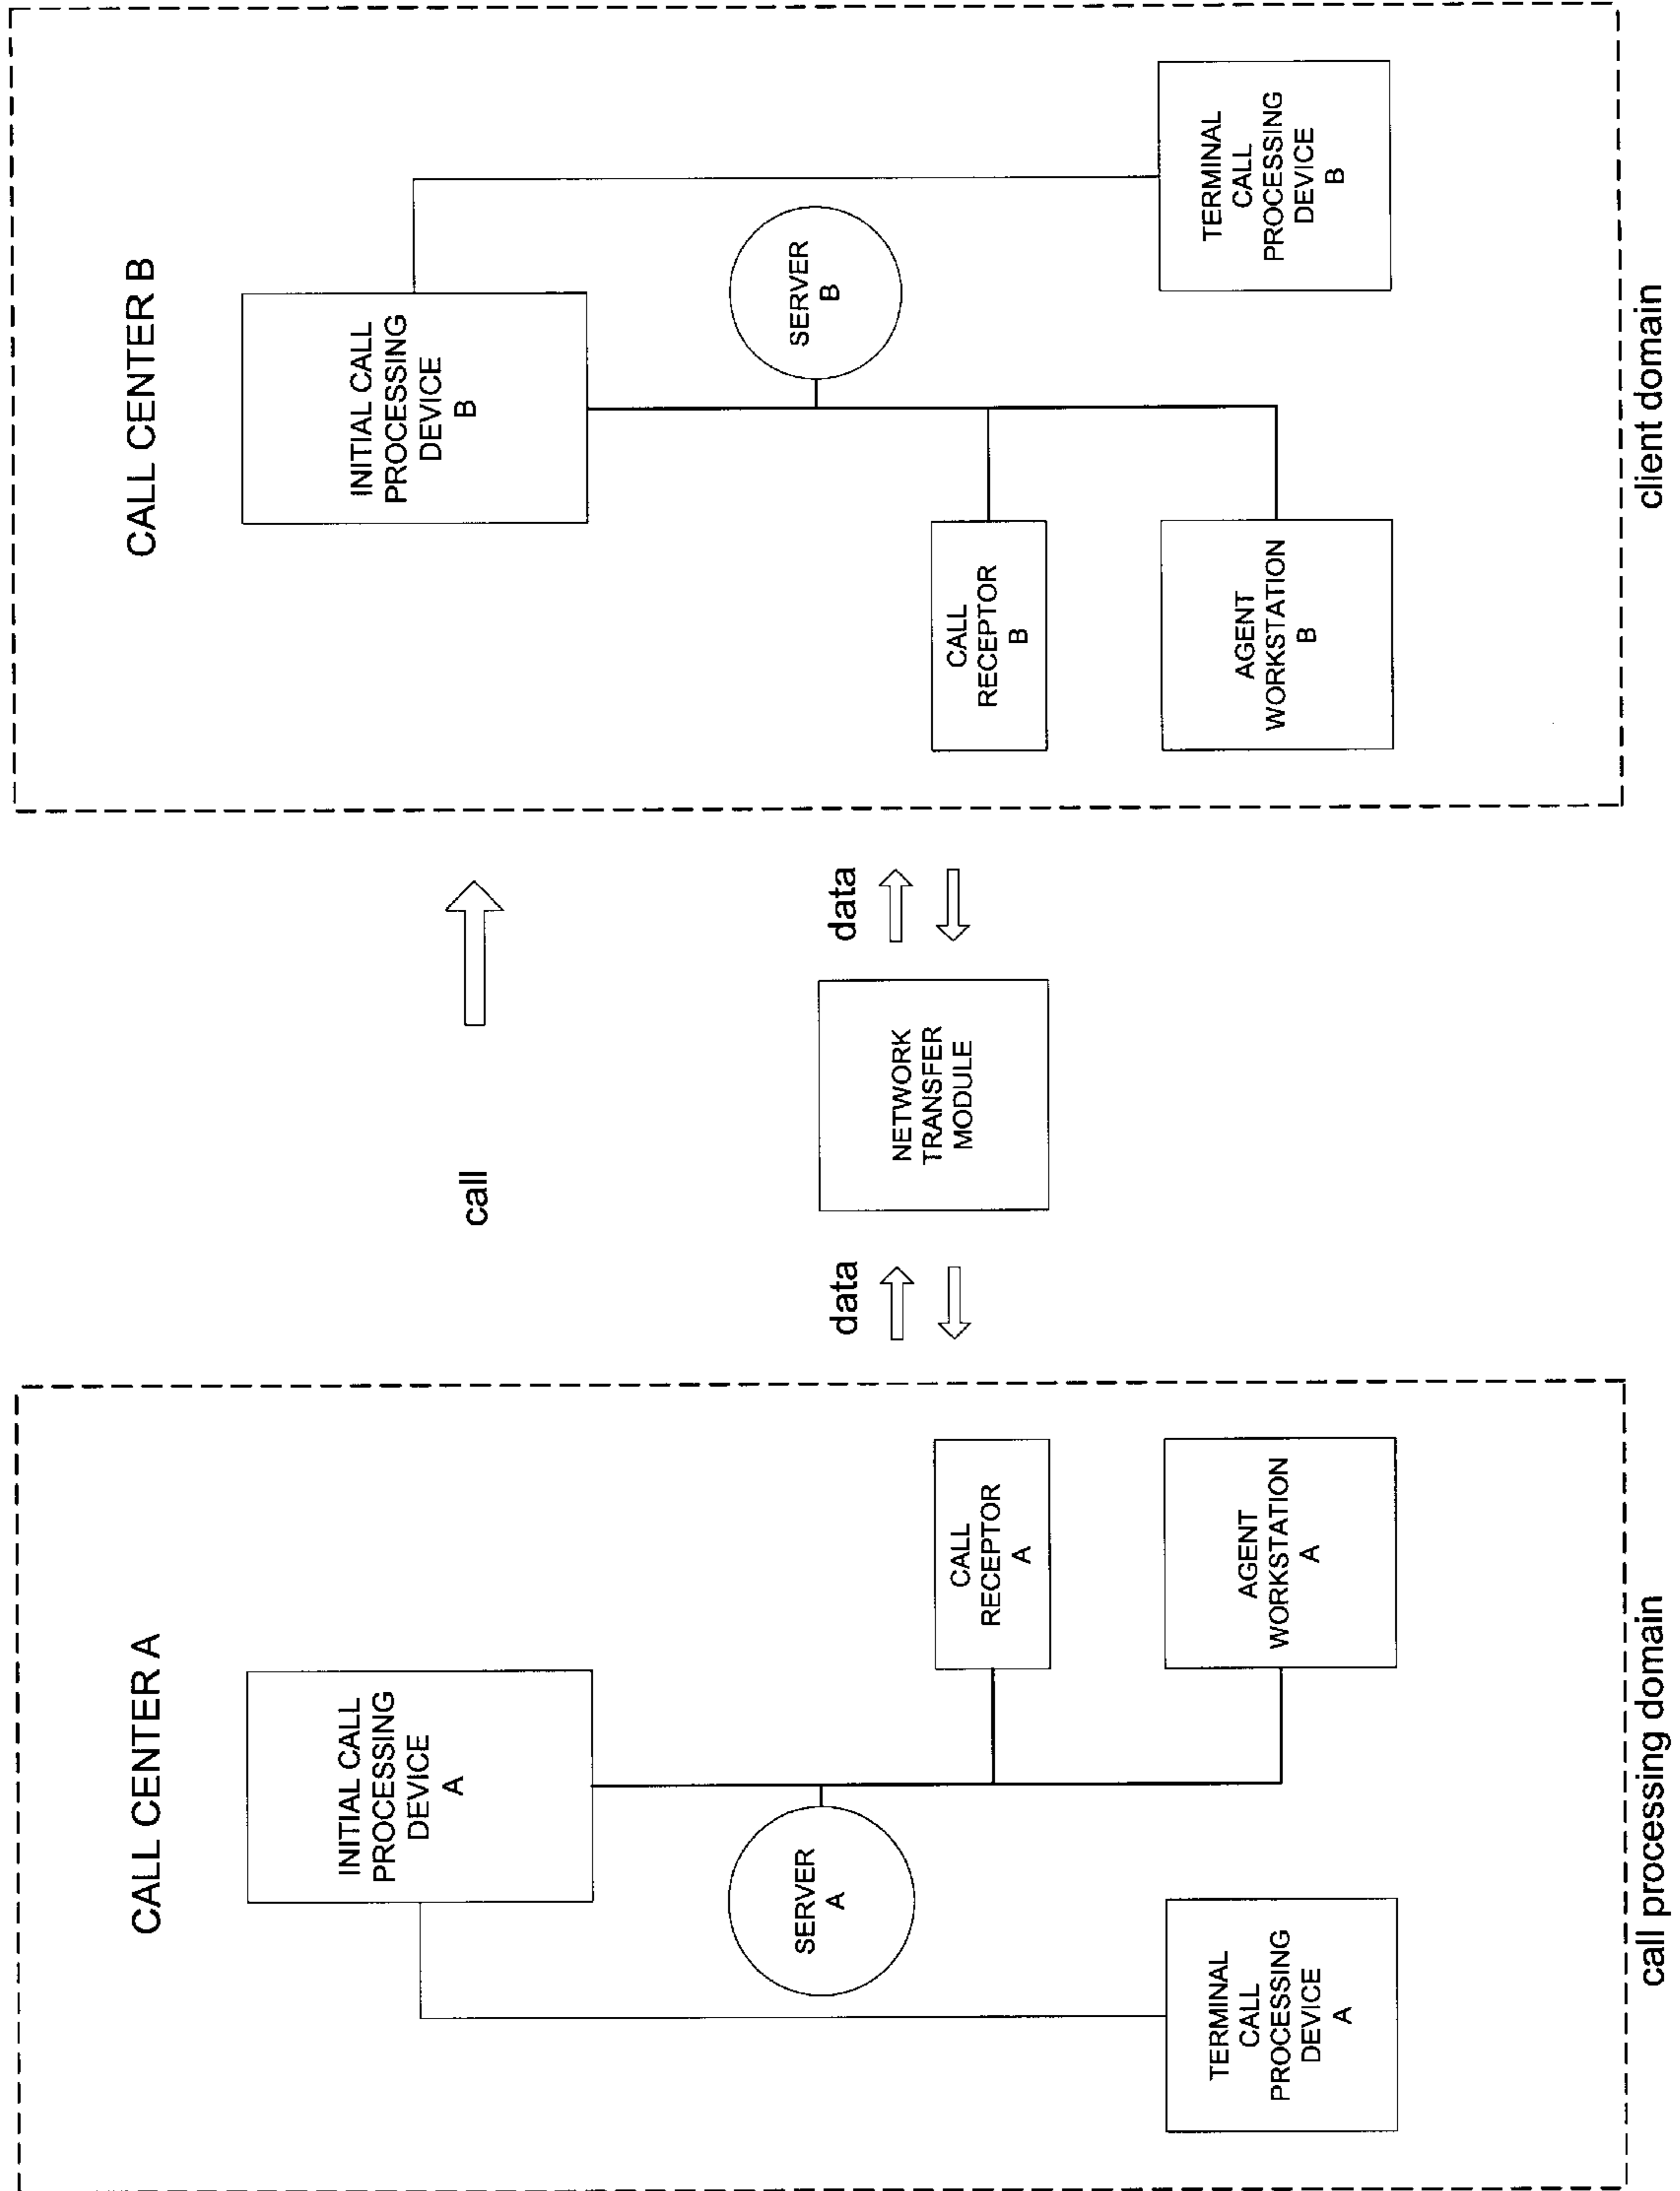 CALL CENTER A
INITIAL CALL
PROCESSING
DEVICE
A
SERVER
A
CALL
RECEPTOR
A
TERMINAL
CALL
PROCESSING
DEVICE
A
AGENT
WORKSTATION
A
call processing domain
call
data
NETWORK
TRANSFER
MODULE
data
CALL CENTER B
INITIAL CALL
PROCESSING
DEVICE
B
SERVER
B
CALL
RECEPTOR
B
AGENT
WORKSTATION
B
TERMINAL
CALL
PROCESSING
DEVICE
B
client domain